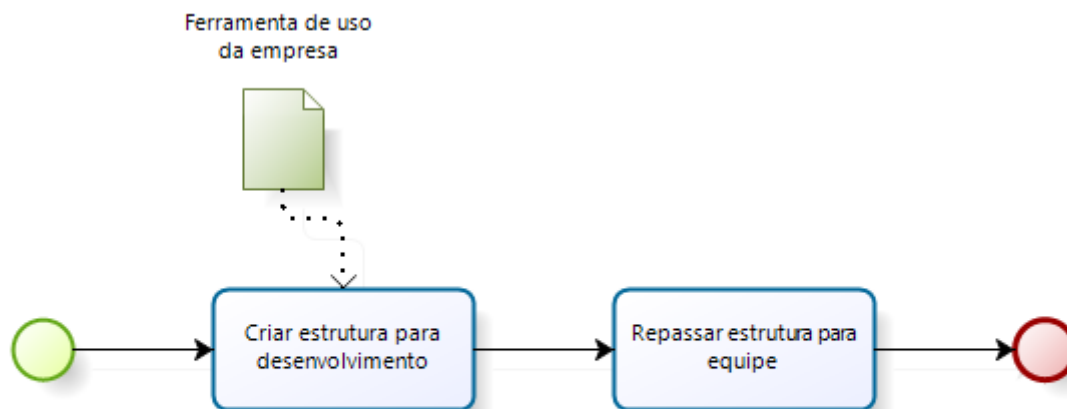 Ferramenta de uso
da empresa
Criar estrutura para
desenvolvimento
Repassar estrutura para
equipe